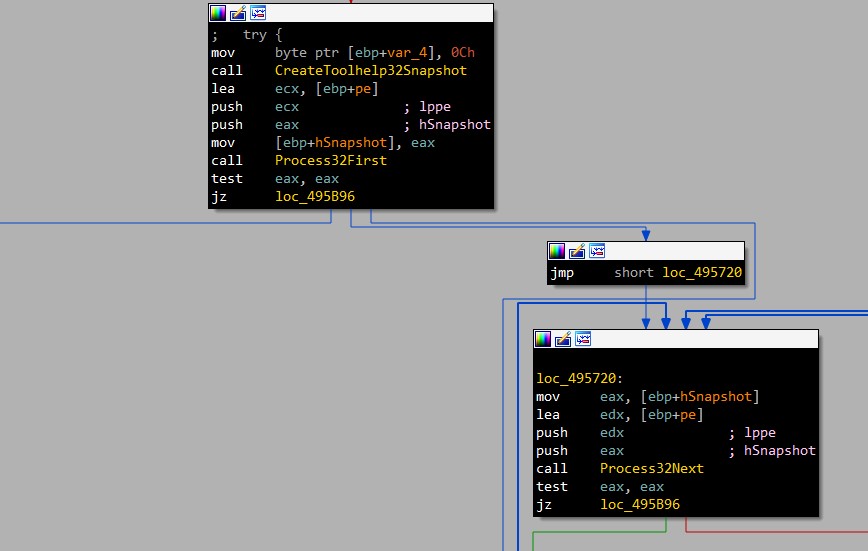 ;   try {
mov     byte ptr [ebp+var_4], 0Ch
call    CreateToolhelp32Snapshot
lea     ecx, [ebp+pe]
push    ecx             ; lppe
push    eax             ; hSnapshot
mov     [ebp+hSnapshot], eax
call    Process32First
test    eax, eax
jz      loc_495B96
jmp     short loc_495720
loc_495720:
mov     eax, [ebp+hSnapshot]
lea     edx, [ebp+pe]
push    edx             ; lppe
push    eax             ; hSnapshot
call    Process32Next
test    eax, eax
jz      loc_495B96